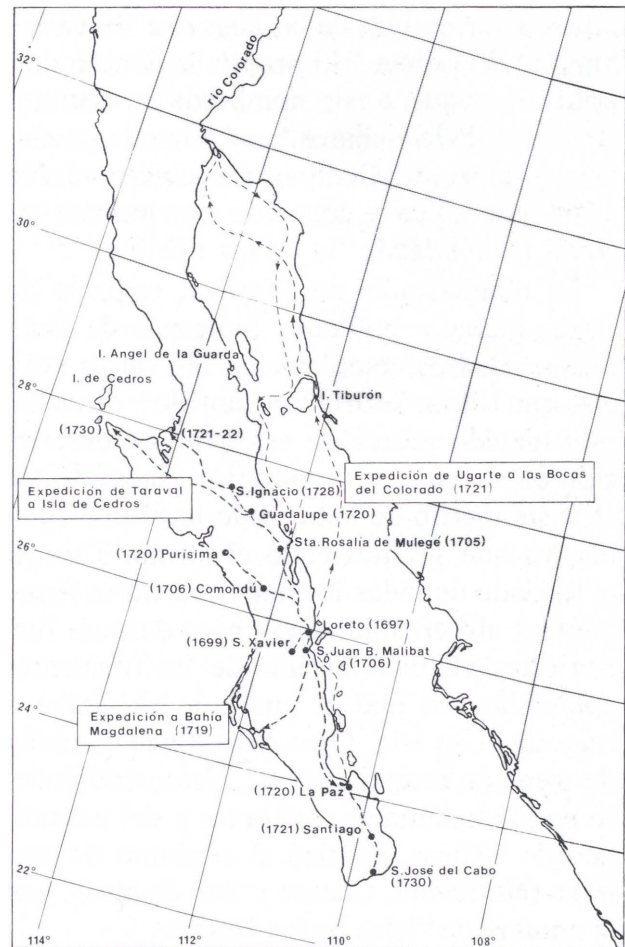 32°
Río Colorado
30°
I. Angel de la Guarda
I. de Cedros
28°
I. Tiburón
(1730)
(1721-22)
Expedición de Ugarte a las Bocas
del Colorado (1721)
S. Ignacio (1728)
Expedición de Taraval
a Isla de Cedros
Guadalupe (1720)
Sta. Rosalía de Mulegé (1705)
26°
(1720) Purísima
(1706) Comondú
Loreto (1697)
(1699) S. Xavier
S. Juan B. Malibat
(1706)
24°
Expedición a Bahía
Magdalena (1719)
(1720) La Paz
(1721) Santiago
22°
S. José del Cabo
(1730)
114°
112°
110°
108°